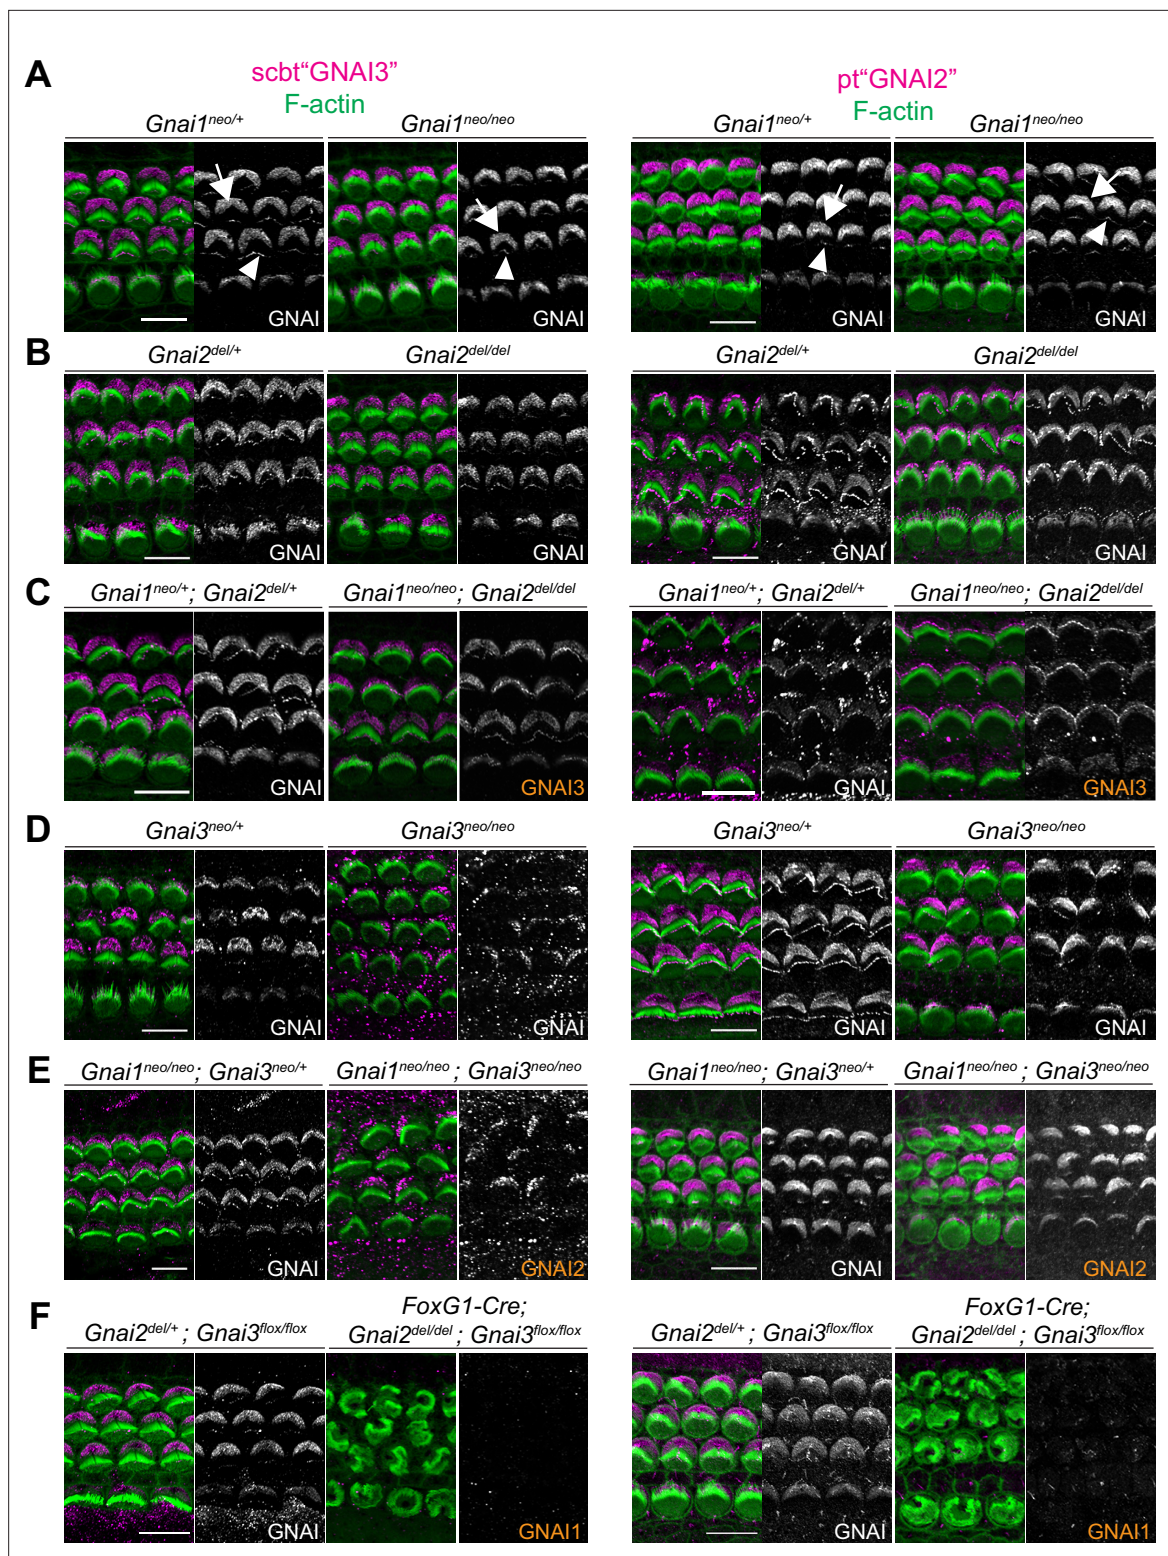 A
scbt“GNAI3”
F-actin
pt“GNAI2”
F-actin
Gnai1neo/+ Gnai1neo/neo Gnai1neo/+ Gnai1neo/neo
GNAI GNAI GNAI GNAI
B
Gnai2del/+ Gnai2del/del Gnai2del/+ Gnai2del/del
GNAI GNAI GNAI GNAI
C
Gnai1neo/+; Gnai2del/+ Gnai1neo/neo; Gnai2del/del Gnai1neo/+; Gnai2del/+ Gnai1neo/neo; Gnai2del/del
GNAI GNAI3 GNAI GNAI3
D
Gnai3neo/+ Gnai3neo/neo Gnai3neo/+ Gnai3neo/neo
GNAI GNAI GNAI GNAI
E
Gnai1neo/neo; Gnai3neo/+ Gnai1neo/neo ; Gnai3neo/neo Gnai1neo/neo; Gnai3neo/+ Gnai1neo/neo ; Gnai3neo/neo
GNAI GNAI2 GNAI GNAI2
F
Gnai2del/+ ; Gnai3flox/flox
FoxG1-Cre;
Gnai2del/del ; Gnai3flox/flox
Gnai2del/+ ; Gnai3flox/flox
FoxG1-Cre;
Gnai2del/del ; Gnai3flox/flox
GNAI GNAI1 GNAI GNAI1